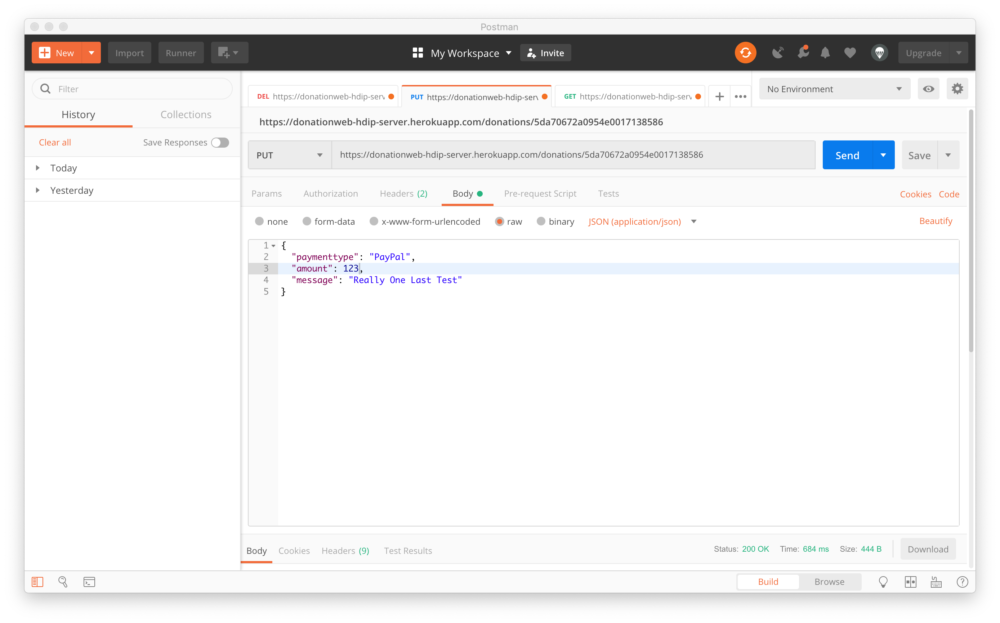 Postman
New
Import
Runner
My Workspace
Invite
Upgrade
Filter
History
Collections
Clear all
Save Responses
Today
Yesterday
DEL https://donationweb-hdip-serv
PUT https://donationweb-hdip-serv
GET https://donationweb-hdip-serv
No Environment
https://donationweb-hdip-server.herokuapp.com/donations/5da70672a0954e0017138586
PUT
https://donationweb-hdip-server.herokuapp.com/donations/5da70672a0954e0017138586
Send
Save
Params
Authorization
Headers (2)
Body
Pre-request Script
Tests
Cookies
Code
none
form-data
x-www-form-urlencoded
raw
binary
JSON (application/json)
Beautify
1 {
2 "paymenttype": "PayPal",
3 "amount": 123,
4 "message": "Really One Last Test"
5 }
Body
Cookies
Headers (9)
Test Results
Status: 200 OK
Time: 684 ms
Size: 444 B
Download
Build
Browse